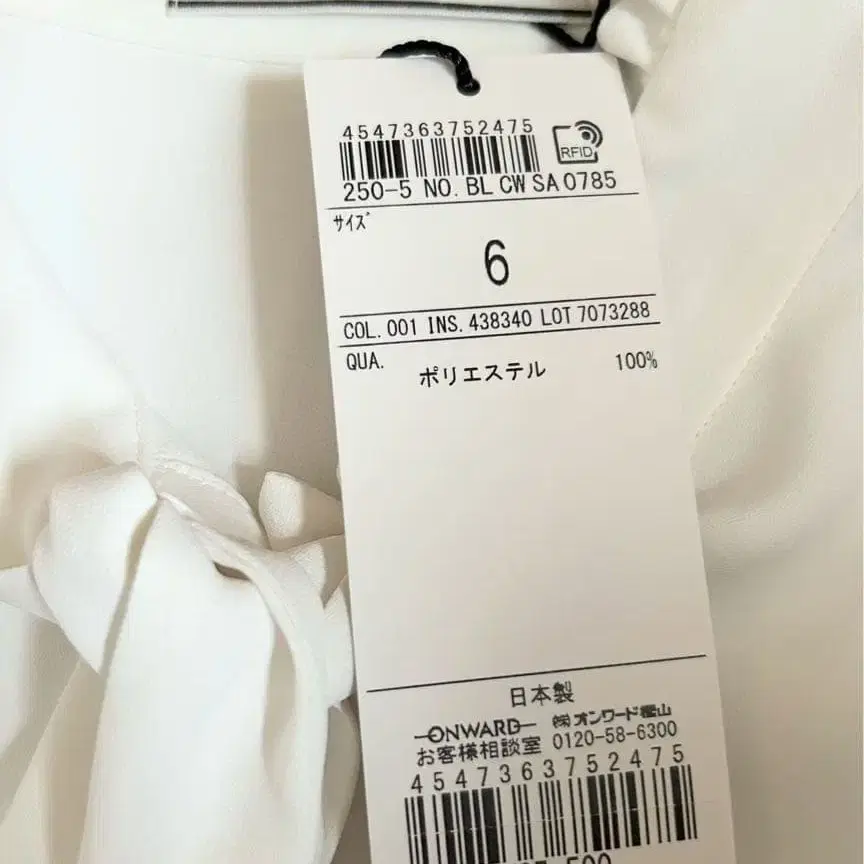 4547363752475
RFID
250-5 NO. BL CW SA 0785
サイズ
6
COL. 001 INS. 438340 LOT 7073288
QUA.
ポリエステル 100%
日本製
ONWARD ㈱オンワード樫山
お客様相談室 0120-58-6300
4547363752475